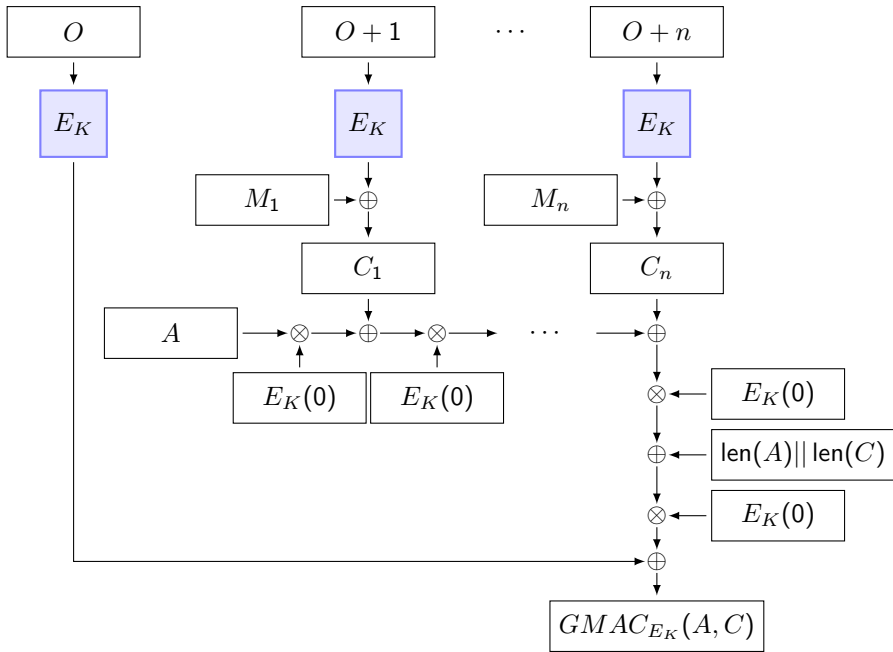 O O + 1 ··· O + n
E_K E_K E_K
M_1 ⊕ M_n ⊕
C_1 C_n
A ⊗ ⊕ ⊗ ··· ⊕
E_K(0) E_K(0)
⊗ E_K(0)
⊕ len(A)|| len(C)
⊗ E_K(0)
⊕
GMAC_{E_K}(A, C)